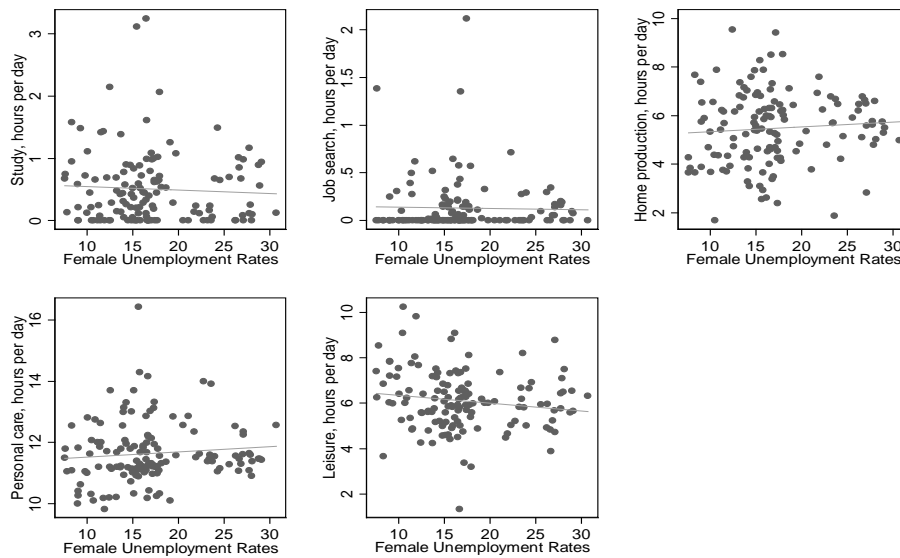 Study, hours per day
0 1 2 3
10 15 20 25 30
Female Unemployment Rates
Job search, hours per day
0 .5 1 1.5 2
10 15 20 25 30
Female Unemployment Rates
Home production, hours per day
2 4 6 8 10
10 15 20 25 30
Female Unemployment Rates
Personal care, hours per day
10 12 14 16
10 15 20 25 30
Female Unemployment Rates
Leisure, hours per day
2 4 6 8 10
10 15 20 25 30
Female Unemployment Rates